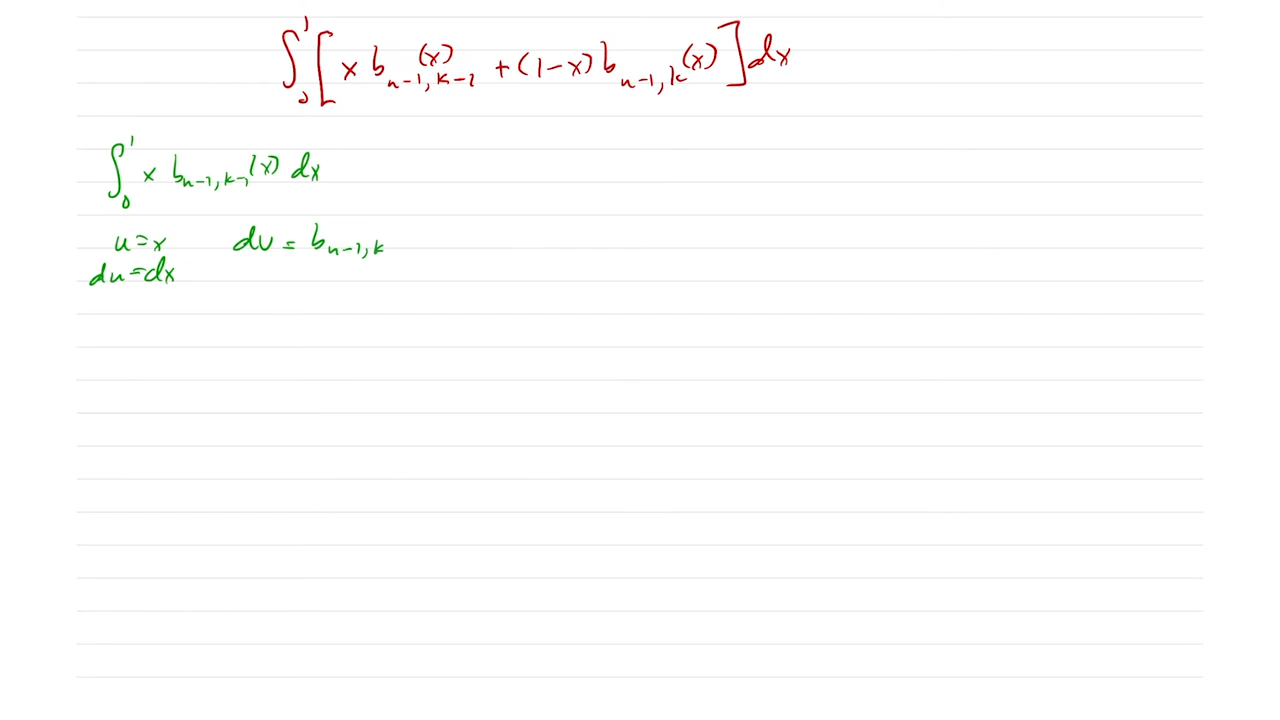 ∫₀¹ [ x b_{n-1,k-1}(x) + (1-x) b_{n-1,k}(x) ] dx
∫₀¹ x b_{n-1,k-1}(x) dx
u = x dv = b_{n-1,k}
du = dx